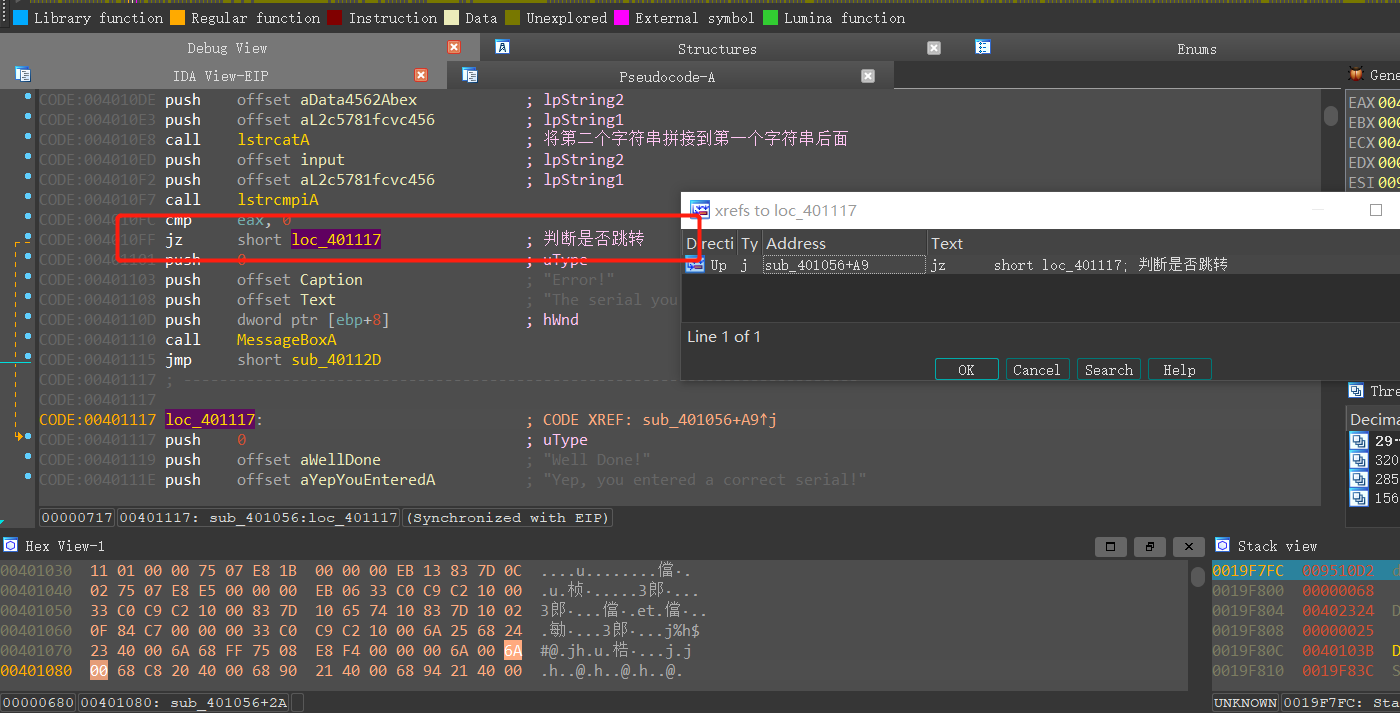 Library function Regular function Instruction Data Unexplored External symbol Lumina function
Debug View Structures Enums
IDA View-EIP Pseudocode-A Gene
CODE:004010DE push offset aData4562Abex ; lpString2
CODE:004010E3 push offset aL2c5781fcvc456 ; lpString1
CODE:004010E8 call lstrcatA ; 将第二个字符串拼接到第一个字符串后面
CODE:004010ED push offset input ; lpString2
CODE:004010F2 push offset aL2c5781fcvc456 ; lpString1
CODE:004010F7 call lstrcmpiA
CODE:004010FC cmp eax, 0
CODE:004010FF jz short loc_401117 ; 判断是否跳转
CODE:00401101 push 0 ; uType
CODE:00401103 push offset Caption ; "Error!"
CODE:00401108 push offset Text ; "The serial you
CODE:0040110D push dword ptr [ebp+8] ; hWnd
CODE:00401110 call MessageBoxA
CODE:00401115 jmp short sub_40112D
CODE:00401117 ; ---------------------------------------------------------------------------
CODE:00401117
CODE:00401117 loc_401117: ; CODE XREF: sub_401056+A9↑j
CODE:00401117 push 0 ; uType
CODE:00401119 push offset aWellDone ; "Well Done!"
CODE:0040111E push offset aYepYouEnteredA ; "Yep, you entered a correct serial!"
00000717 00401117: sub_401056:loc_401117 (Synchronized with EIP)
xrefs to loc_401117
Directi Ty Address Text
Up j sub_401056+A9 jz short loc_401117; 判断是否跳转
Line 1 of 1
OK Cancel Search Help
EAX 004
EBX 000
ECX 004
EDX 000
ESI 009
Thre
Decima
29
320
285
156
Hex View-1
00401030 11 01 00 00 75 07 E8 1B 00 00 00 EB 13 83 7D 0C ....u........儅..
00401040 02 75 07 E8 E5 00 00 00 EB 06 33 C0 C9 C2 10 00 .u.桢.....3郎....
00401050 33 C0 C9 C2 10 00 83 7D 10 65 74 10 83 7D 10 02 3郎....儅.et.儅..
00401060 0F 84 C7 00 00 00 33 C0 C9 C2 10 00 6A 25 68 24 .勄....3郎....j%h$
00401070 23 40 00 6A 68 FF 75 08 E8 F4 00 00 00 6A 00 6A #@.jh.u.梏....j.j
00401080 00 68 C8 20 40 00 68 90 21 40 00 68 94 21 40 00 .h..@.h..@.h..@.
00000680 00401080: sub_401056+2A
Stack view
0019F7FC 009510D2 d
0019F800 00000068
0019F804 00402324 D
0019F808 00000025
0019F80C 0040103B D
0019F810 0019F83C S
UNKNOWN 0019F7FC: Sta